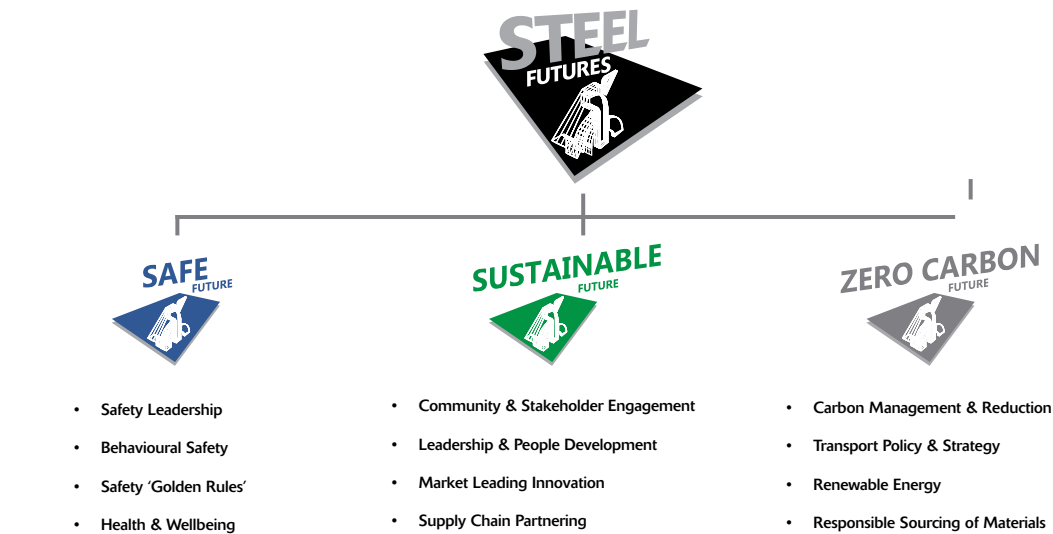 STEEL
FUTURES
SAFE
FUTURE
• Safety Leadership
• Behavioural Safety
• Safety ‘Golden Rules’
• Health & Wellbeing
SUSTAINABLE
FUTURE
• Community & Stakeholder Engagement
• Leadership & People Development
• Market Leading Innovation
• Supply Chain Partnering
ZERO CARBON
FUTURE
• Carbon Management & Reduction
• Transport Policy & Strategy
• Renewable Energy
• Responsible Sourcing of Materials